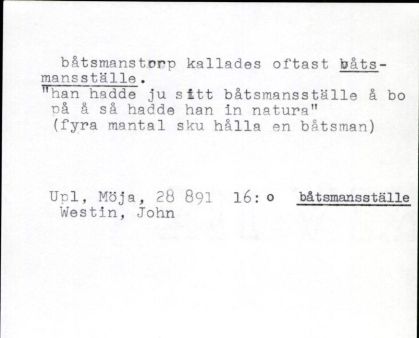 båtsmanstorp kallades oftast båts-
mansställe.
"han hadde ju sitt båtsmansställe å bo
på å så hadde han in natura"
(fyra mantal sku hålla en båtsman)
Upl, Möja, 28 891 16: o båtsmansställe
Westin, John